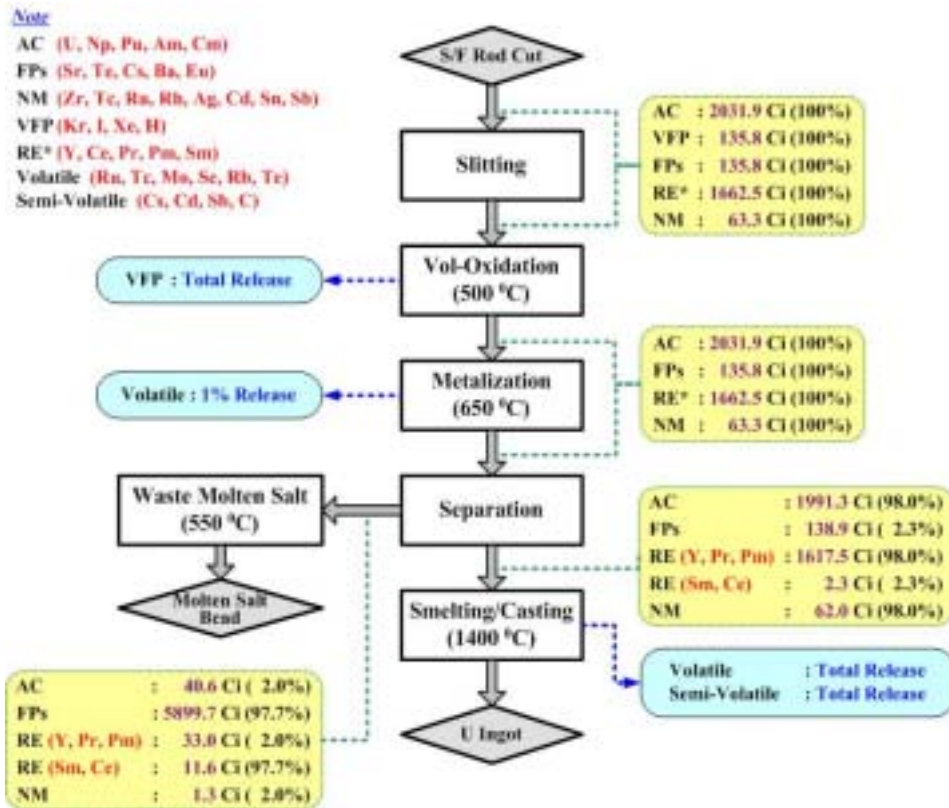 Note
AC (U, Np, Pu, Am, Cm)
FPs (Sr, Te, Cs, Ba, Eu)
NM (Zr, Tc, Ru, Rh, Ag, Cd, Sn, Sb)
VFP (Kr, I, Xe, H)
RE* (Y, Ce, Pr, Pm, Sm)
Volatile (Ru, Tc, Mo, Se, Rb, Te)
Semi-Volatile (Cs, Cd, Sb, C)
S/F Rod Cut
AC : 2031.9 Ci (100%)
VFP : 135.8 Ci (100%)
FPs : 135.8 Ci (100%)
RE* : 1662.5 Ci (100%)
NM : 63.3 Ci (100%)
Slitting
VFP : Total Release
Vol-Oxidation
(500 ⁰C)
AC : 2031.9 Ci (100%)
FPs : 135.8 Ci (100%)
RE* : 1662.5 Ci (100%)
NM : 63.3 Ci (100%)
Volatile : 1% Release
Metalization
(650 ⁰C)
Waste Molten Salt
(550 ⁰C)
Separation
AC : 1991.3 Ci (98.0%)
FPs : 138.9 Ci ( 2.3%)
RE (Y, Pr, Pm) : 1617.5 Ci (98.0%)
RE (Sm, Ce) : 2.3 Ci ( 2.3%)
NM : 62.0 Ci (98.0%)
Molten Salt
Bend
Smelting/Casting
(1400 ⁰C)
Volatile : Total Release
Semi-Volatile : Total Release
AC : 40.6 Ci ( 2.0%)
FPs : 5899.7 Ci (97.7%)
RE (Y, Pr, Pm) : 33.0 Ci ( 2.0%)
RE (Sm, Ce) : 11.6 Ci (97.7%)
NM : 1.3 Ci ( 2.0%)
U Ingot